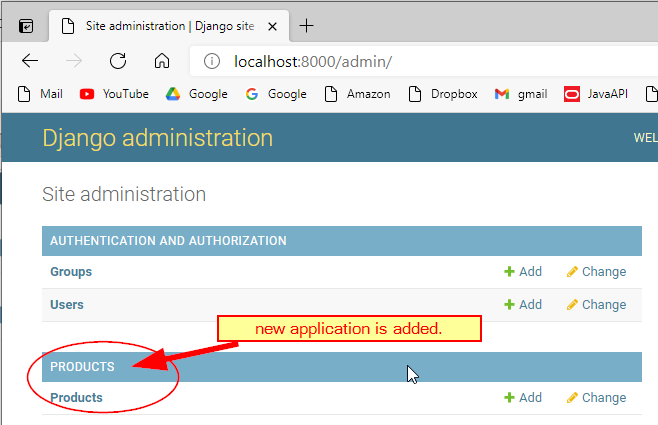 Site administration | Django site
localhost:8000/admin/
Mail YouTube Google Google Amazon Dropbox gmail JavaAPI
Django administration WEL
Site administration
AUTHENTICATION AND AUTHORIZATION
Groups Add Change
Users Add Change
new application is added.
PRODUCTS
Products Add Change